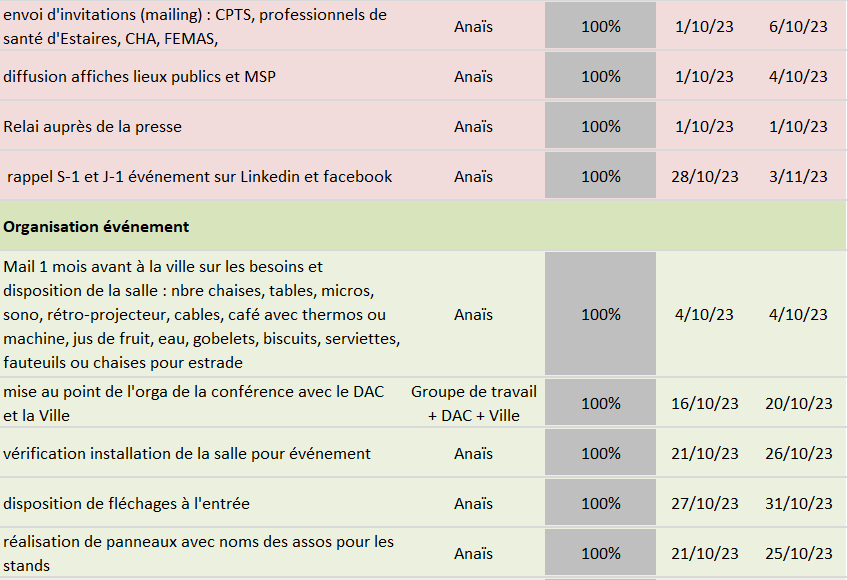 envoi d'invitations (mailing) : CPTS, professionnels de
santé d'Estaires, CHA, FEMAS,
Anaïs
100%
1/10/23
6/10/23
diffusion affiches lieux publics et MSP
Anaïs
100%
1/10/23
4/10/23
Relai auprès de la presse
Anaïs
100%
1/10/23
1/10/23
rappel S-1 et J-1 événement sur Linkedin et facebook
Anaïs
100%
28/10/23
3/11/23
Organisation événement
Mail 1 mois avant à la ville sur les besoins et
disposition de la salle : nbre chaises, tables, micros,
sono, rétro-projecteur, cables, café avec thermos ou
machine, jus de fruit, eau, gobelets, biscuits, serviettes,
fauteuils ou chaises pour estrade
Anaïs
100%
4/10/23
4/10/23
mise au point de l'orga de la conférence avec le DAC
et la Ville
Groupe de travail
+ DAC + Ville
100%
16/10/23
20/10/23
vérification installation de la salle pour événement
Anaïs
100%
21/10/23
26/10/23
disposition de fléchages à l'entrée
Anaïs
100%
27/10/23
31/10/23
réalisation de panneaux avec noms des assos pour les
stands
Anaïs
100%
21/10/23
25/10/23